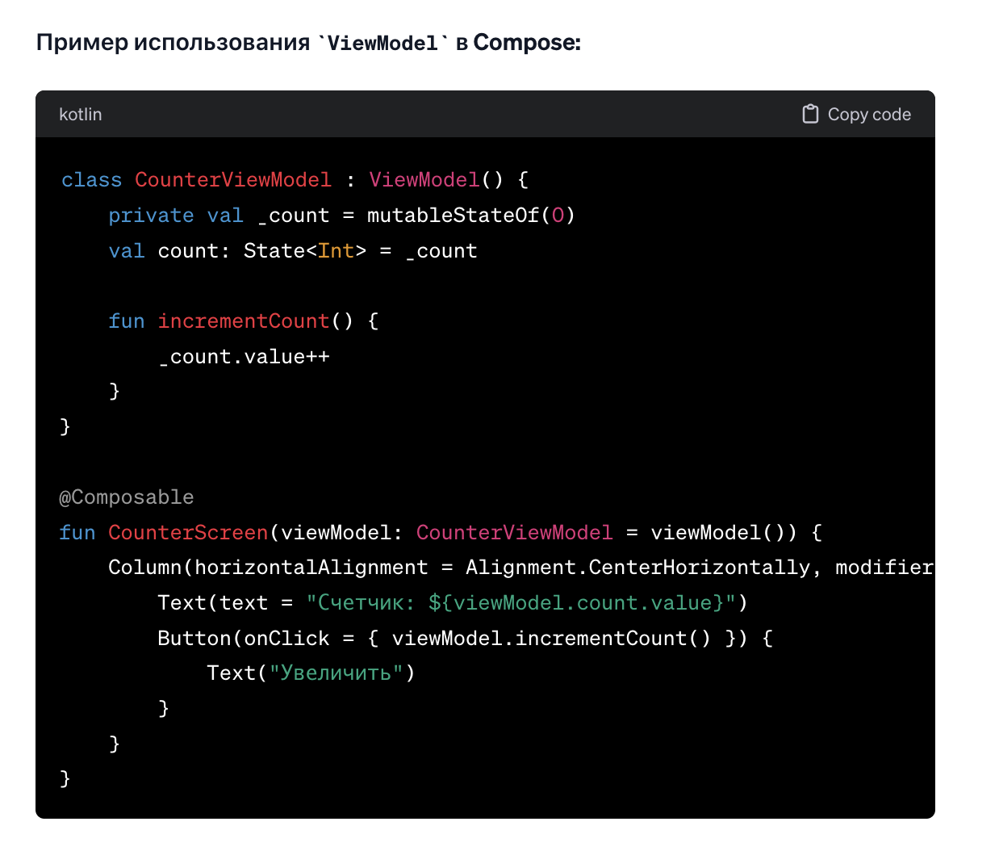 Пример использования `ViewModel` в Compose:
kotlin
Copy code
class CounterViewModel : ViewModel() {
    private val _count = mutableStateOf(0)
    val count: State<Int> = _count
    fun incrementCount() {
        _count.value++
    }
}
@Composable
fun CounterScreen(viewModel: CounterViewModel = viewModel()) {
    Column(horizontalAlignment = Alignment.CenterHorizontally, modifier
        Text(text = "Счетчик: ${viewModel.count.value}")
        Button(onClick = { viewModel.incrementCount() }) {
            Text("Увеличить")
        }
    }
}